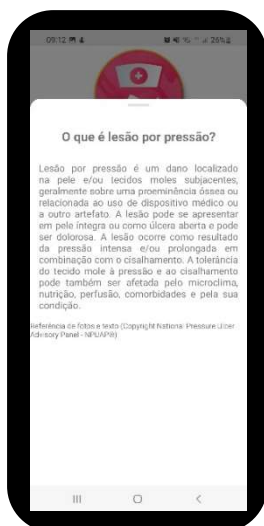 09:12
26%
O que é lesão por pressão?
Lesão por pressão é um dano localizado
na pele e/ou tecidos moles subjacentes,
geralmente sobre uma proeminência óssea ou
relacionada ao uso de dispositivo médico ou
a outro artefato. A lesão pode se apresentar
em pele íntegra ou como úlcera aberta e pode
ser dolorosa. A lesão ocorre como resultado
da pressão intensa e/ou prolongada em
combinação com o cisalhamento. A tolerância
do tecido mole à pressão e ao cisalhamento
pode também ser afetada pelo microclima,
nutrição, perfusão, comorbidades e pela sua
condição.
Referência de fotos e texto (Copyright National Pressure Ulcer
Advisory Panel - NPUAP®)